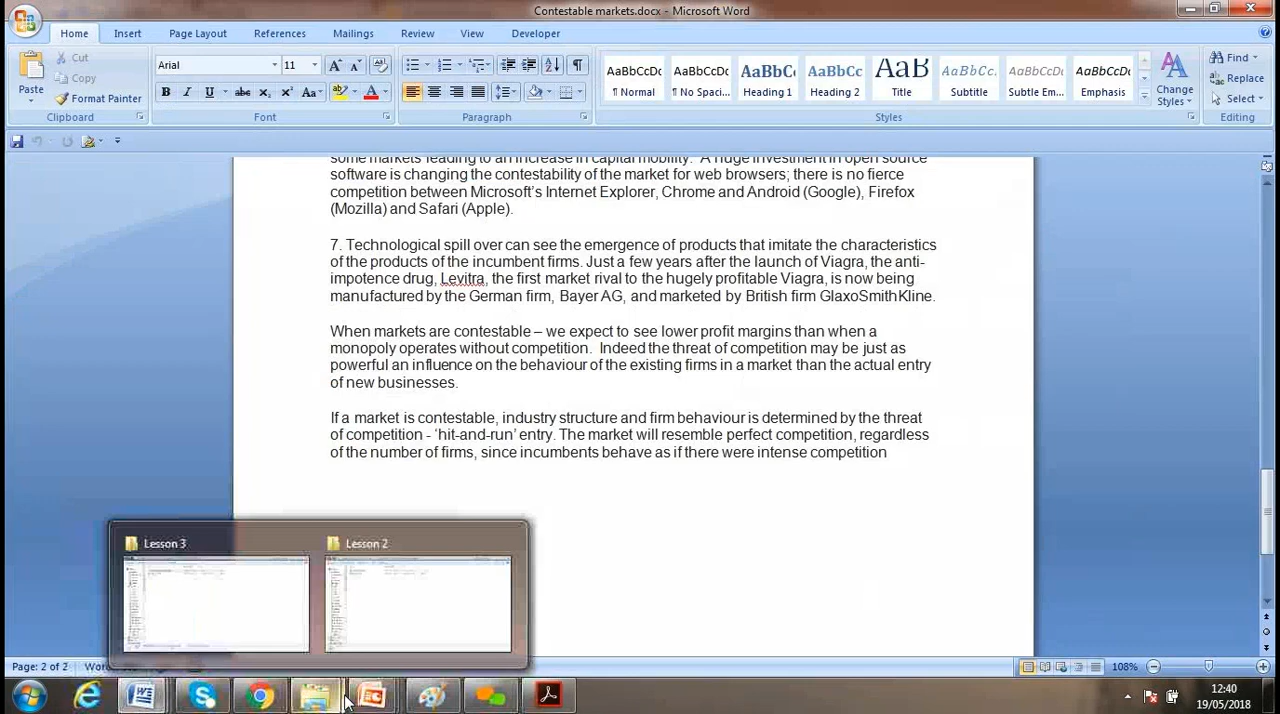 Contestable markets.docx - Microsoft Word
Home Insert Page Layout References Mailings Review View Developer
Paste
Cut
Copy
Format Painter
Clipboard
Arial 11
B I U abc x₂ x² Aa
Font
Paragraph
AaBbCcDc AaBbCcDc AaBbC AaBbCc AaB AaBbCc. AaBbCcDc AaBbCcDc
¶ Normal ¶ No Spaci... Heading 1 Heading 2 Title Subtitle Subtle Em... Emphasis
Styles
Change
Styles
Find
Replace
Select
Editing
some markets leading to an increase in capital mobility. A huge investment in open source
software is changing the contestability of the market for web browsers; there is no fierce
competition between Microsoft's Internet Explorer, Chrome and Android (Google), Firefox
(Mozilla) and Safari (Apple).
7. Technological spill over can see the emergence of products that imitate the characteristics
of the products of the incumbent firms. Just a few years after the launch of Viagra, the anti-
impotence drug, Levitra, the first market rival to the hugely profitable Viagra, is now being
manufactured by the German firm, Bayer AG, and marketed by British firm GlaxoSmithKline.
When markets are contestable – we expect to see lower profit margins than when a
monopoly operates without competition. Indeed the threat of competition may be just as
powerful an influence on the behaviour of the existing firms in a market than the actual entry
of new businesses.
If a market is contestable, industry structure and firm behaviour is determined by the threat
of competition - 'hit-and-run' entry. The market will resemble perfect competition, regardless
of the number of firms, since incumbents behave as if there were intense competition
Lesson 3 Lesson 2
Page: 2 of 2
108%
12:40
19/05/2018